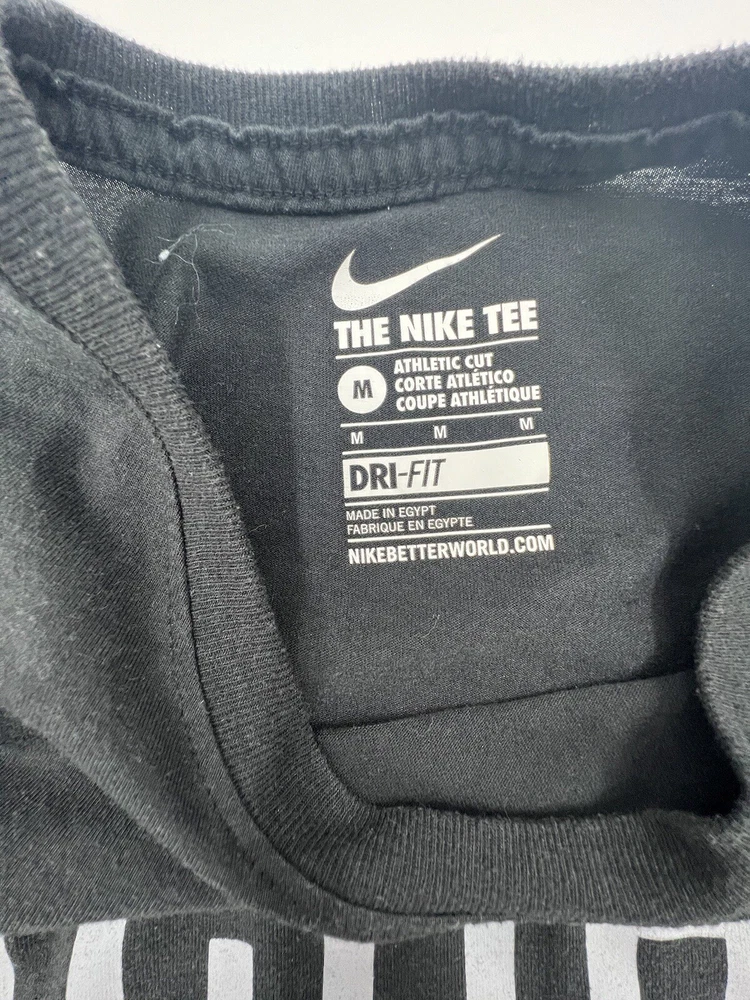 THE NIKE TEE
M
ATHLETIC CUT
CORTE ATLÉTICO
COUPE ATHLÉTIQUE
M M M
DRI-FIT
MADE IN EGYPT
FABRIQUE EN EGYPTE
NIKEBETTERWORLD.COM